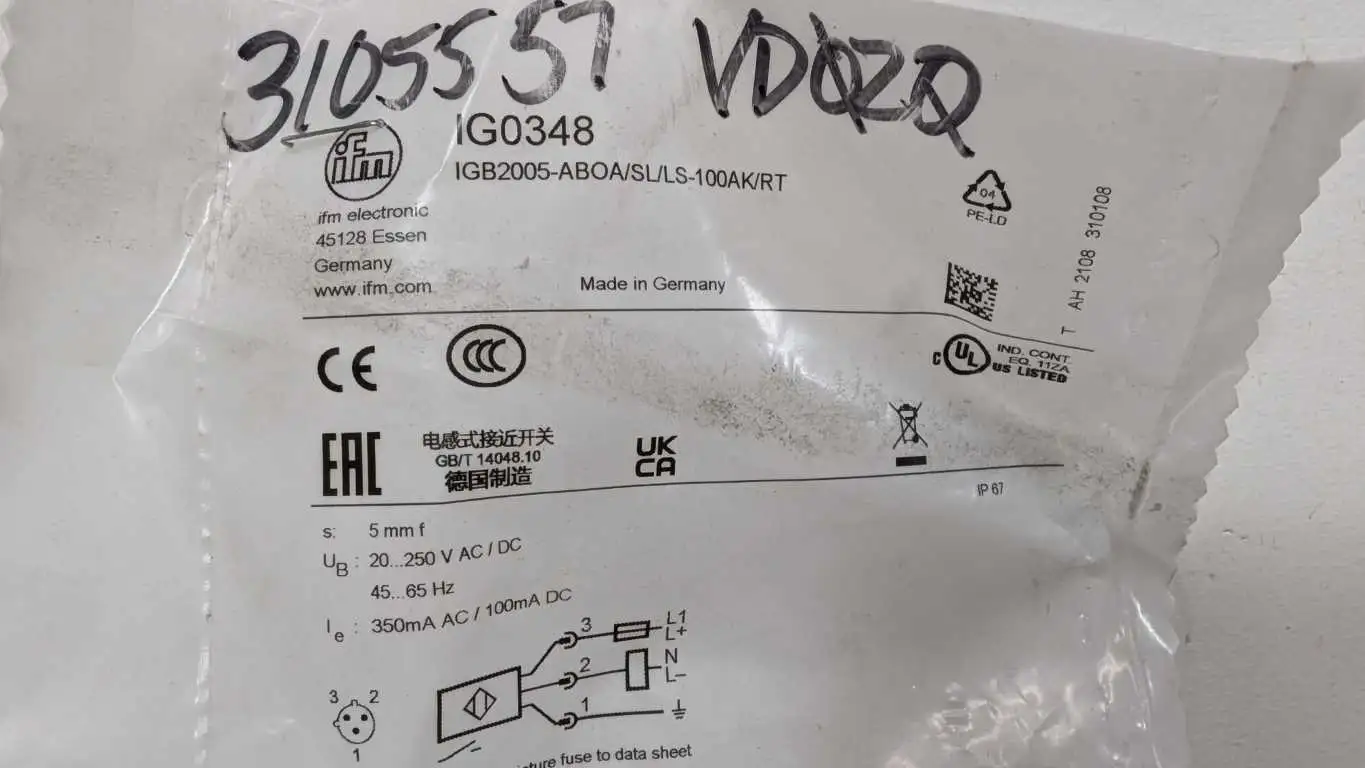 3105557 VD0ZQ
IG0348
IGB2005-ABOA/SL/LS-100AK/RT
ifm
ifm electronic
45128 Essen
Germany
www.ifm.com
Made in Germany
04
PE-LD
T AH 2108 310108
CE
CCC
c UL US LISTED
IND. CONT.
EQ. 11ZA
EAC
电感式接近开关
GB/T 14048.10
德国制造
UK
CA
IP 67
s: 5 mm f
UB : 20...250 V AC / DC
45...65 Hz
Ie : 350mA AC / 100mA DC
3 L1
L+
2 N
L-
1
3 2
1
fuse to data sheet